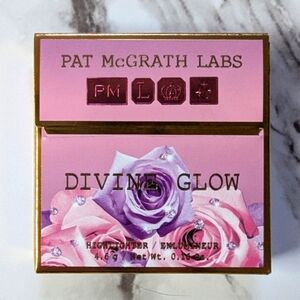 PAT McGRATH LABS
PM L
DIVINE GLOW
HIGHLIGHTER / ENLUMINEUR
4.6 g / Net Wt. 0.16 Oz.